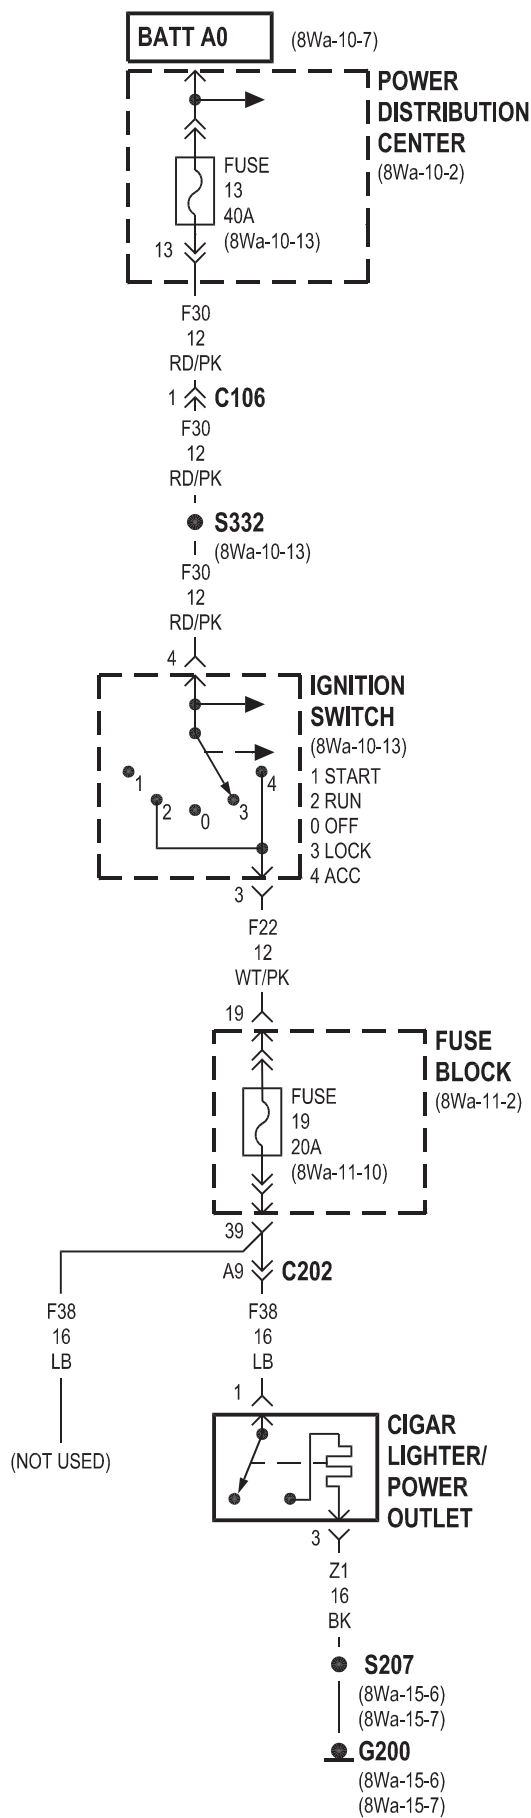 BATT A0
(8Wa-10-7)
POWER
DISTRIBUTION
CENTER
(8Wa-10-2)
FUSE
13
40A
(8Wa-10-13)
13
F30
12
RD/PK
1
C106
F30
12
RD/PK
S332
(8Wa-10-13)
F30
12
RD/PK
4
IGNITION
SWITCH
(8Wa-10-13)
1 START
2 RUN
0 OFF
3 LOCK
4 ACC
1
2
0
3
4
3
F22
12
WT/PK
19
FUSE
BLOCK
(8Wa-11-2)
FUSE
19
20A
(8Wa-11-10)
39
A9
C202
F38
16
LB
(NOT USED)
F38
16
LB
1
CIGAR
LIGHTER/
POWER
OUTLET
3
Z1
16
BK
S207
(8Wa-15-6)
(8Wa-15-7)
G200
(8Wa-15-6)
(8Wa-15-7)